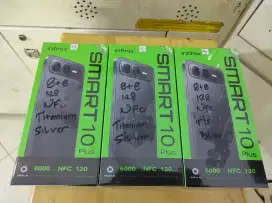 Infinix
8+8
128
NFC
Titanium
Silver
SMART 10
Plus
6000 NFC 120
Infinix
8+8
128
NFC
Titanium
Silver
SMART 10
Plus
6000 NFC 120
Infinix
8+8
128
NFC
SMART 10
Plus
6000 NFC 120